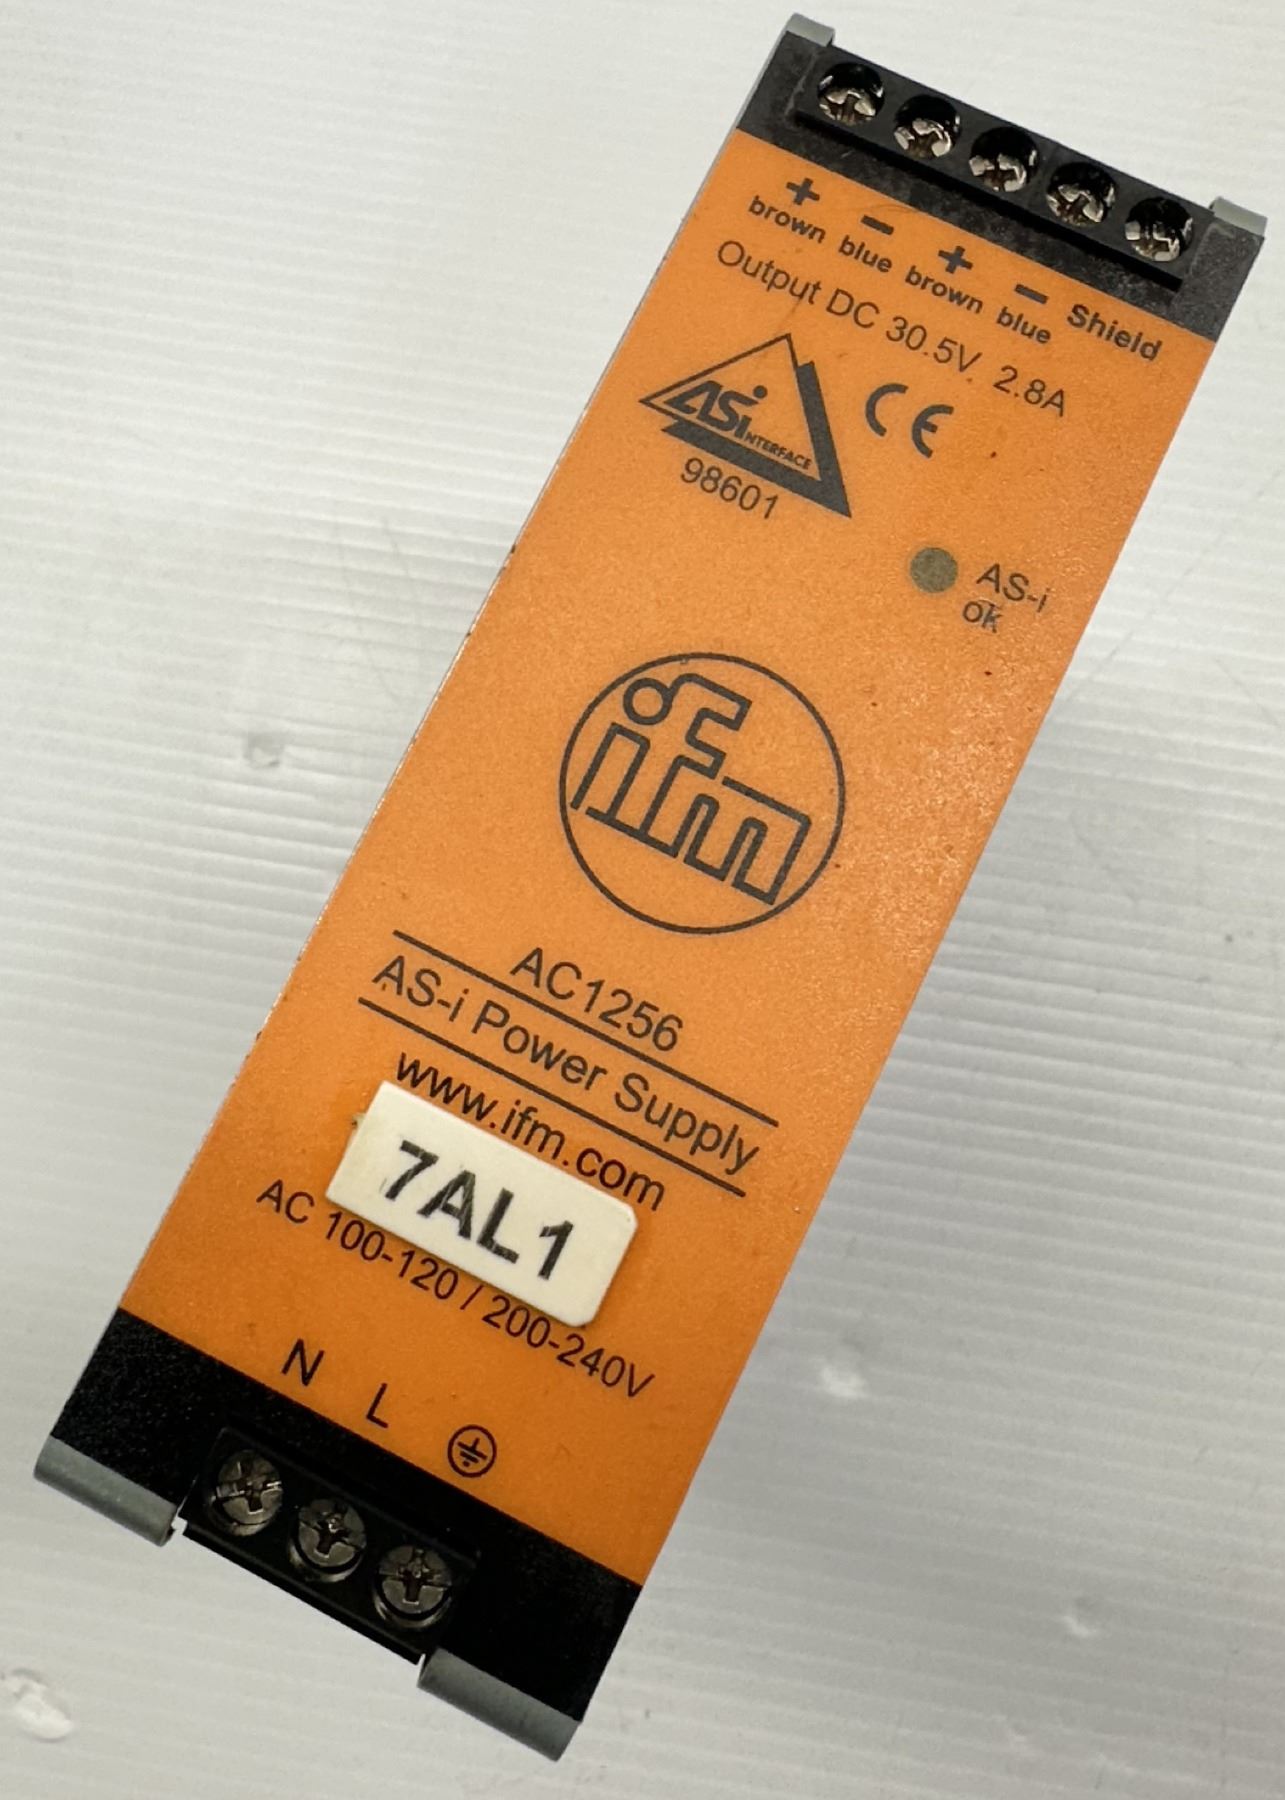 + - + -
brown blue brown blue Shield
Output DC 30.5V 2.8A
ASi
INTERFACE
CE
98601
AS-i
ok
ifm
AC1256
AS-i Power Supply
www.ifm.com
7AL1
AC 100-120 / 200-240V
N L